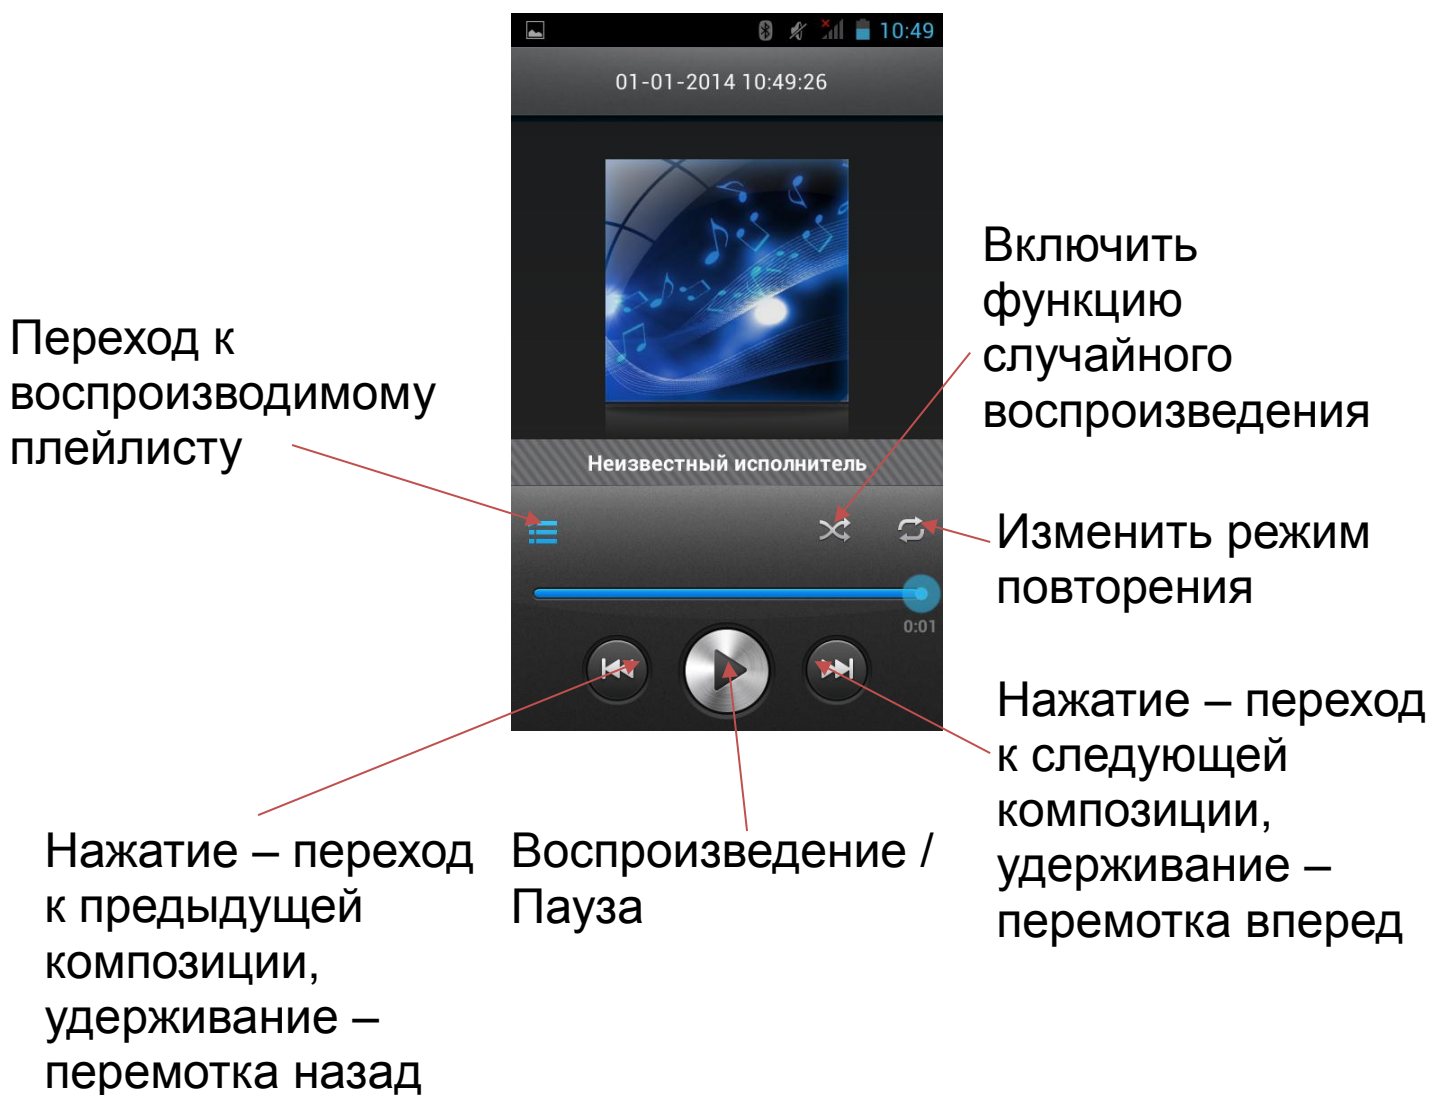 10:49
01-01-2014 10:49:26
Включить
функцию
случайного
воспроизведения
Переход к
воспроизводимому
плейлисту
Неизвестный исполнитель
Изменить режим
повторения
0:01
Нажатие – переход
к следующей
композиции,
удерживание –
перемотка вперед
Нажатие – переход
к предыдущей
композиции,
удерживание –
перемотка назад
Воспроизведение /
Пауза